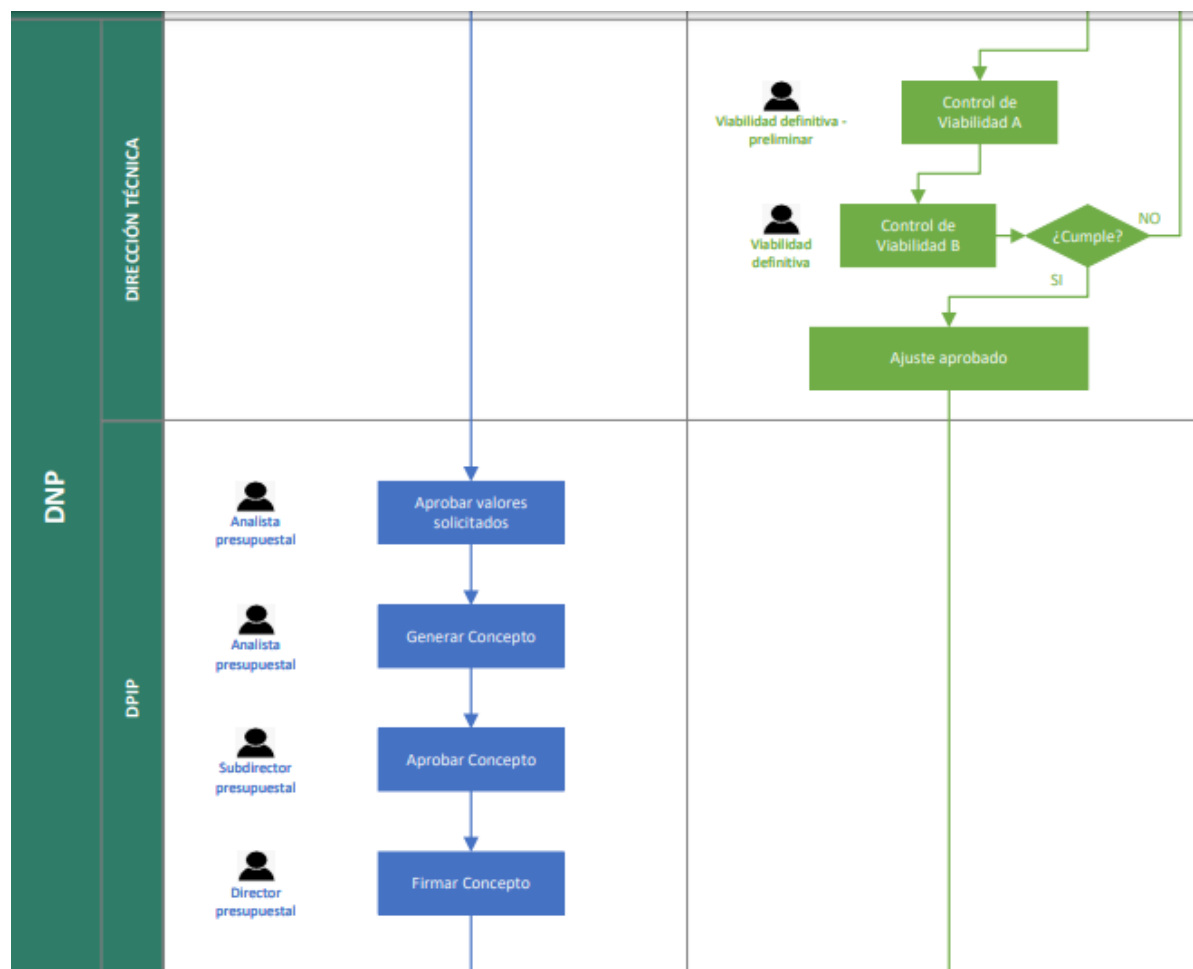 DNP
DIRECCIÓN TÉCNICA
Viabilidad definitiva -
preliminar
Control de
Viabilidad A
Viabilidad
definitiva
Control de
Viabilidad B
¿Cumple?
NO
SI
Ajuste aprobado
DPIP
Analista
presupuestal
Aprobar valores
solicitados
Analista
presupuestal
Generar Concepto
Subdirector
presupuestal
Aprobar Concepto
Director
presupuestal
Firmar Concepto